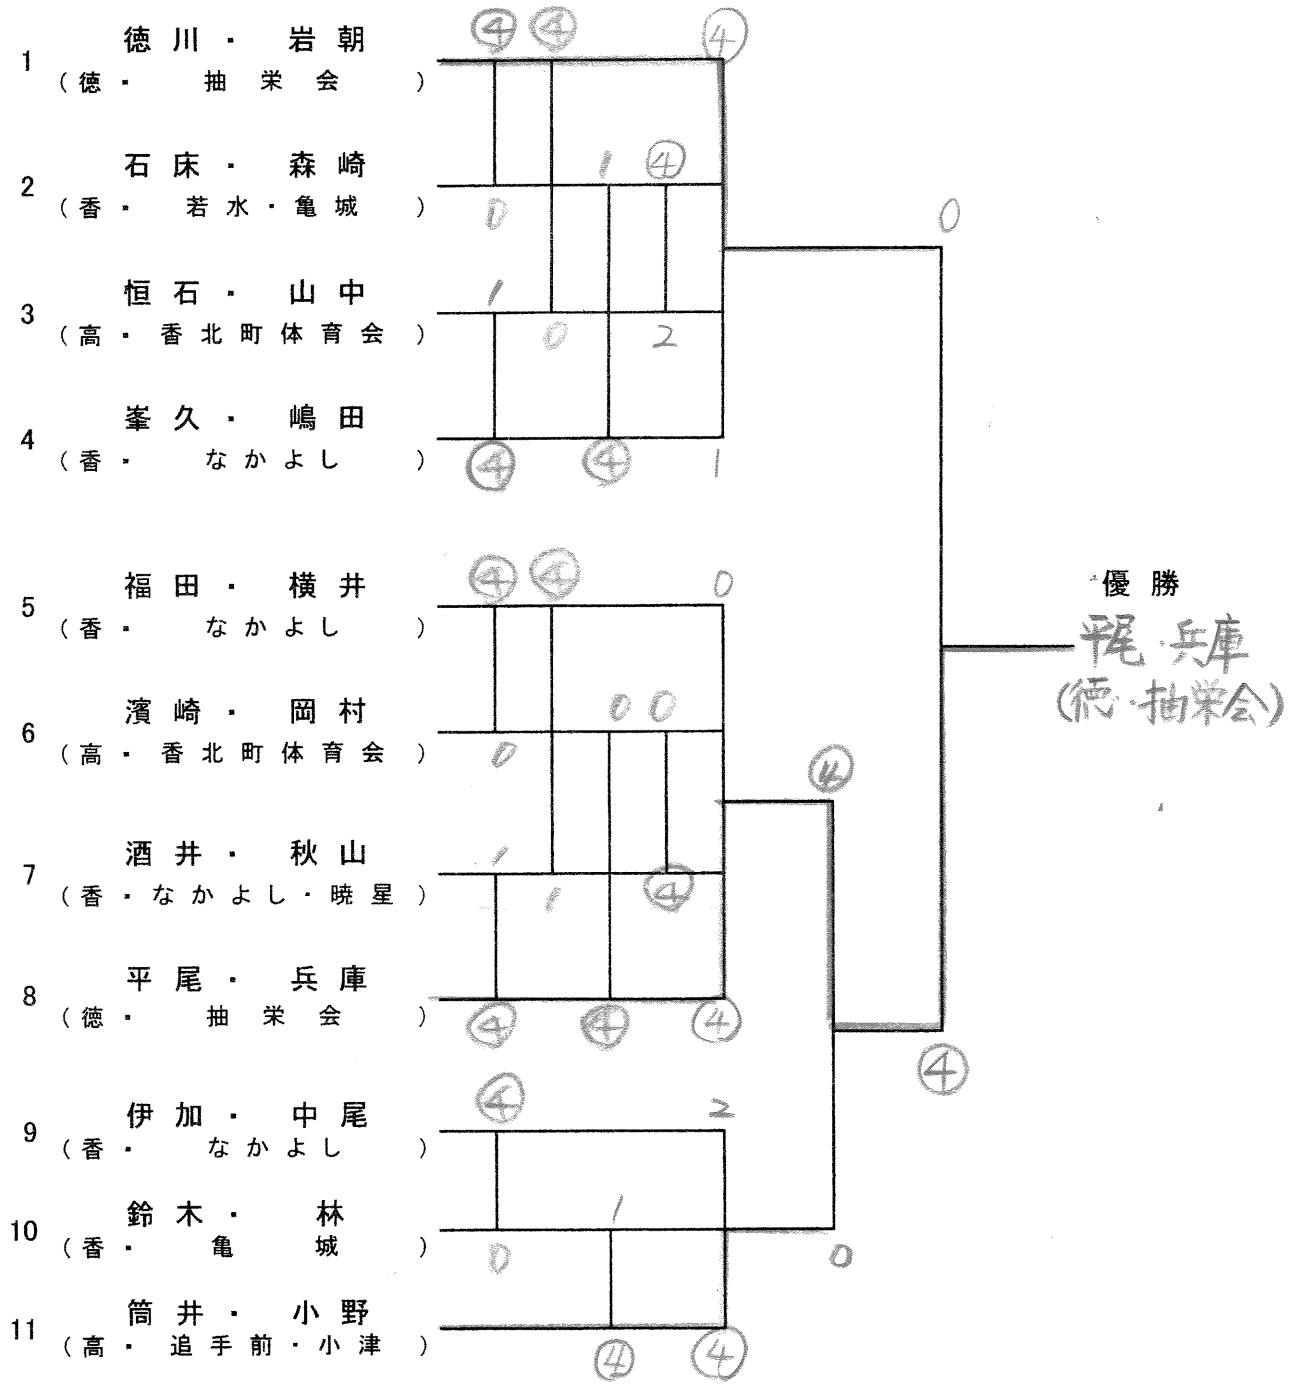 ④ ④ ④
1 徳川・岩朝
(徳・抽栄会)
1 ④
2 石床・森崎
(香・若水・亀城)
0 0
3 恒石・山中
1
(高・香北町体育会)
0 2
4 峯久・嶋田
(香・なかよし)
④ ④ 1
④ ④ 0
5 福田・横井
(香・なかよし)
優勝
平尾・兵庫
(徳・抽栄会)
0 0
6 濱崎・岡村
(高・香北町体育会)
0 ④
7 酒井・秋山
1
(香・なかよし・暁星)
1 ④
8 平尾・兵庫
(徳・抽栄会)
④ ④ ④
④
④ 2
9 伊加・中尾
(香・なかよし)
1
10 鈴木・林
(香・亀城)
0 0
11 筒井・小野
(高・追手前・小津)
④ ④